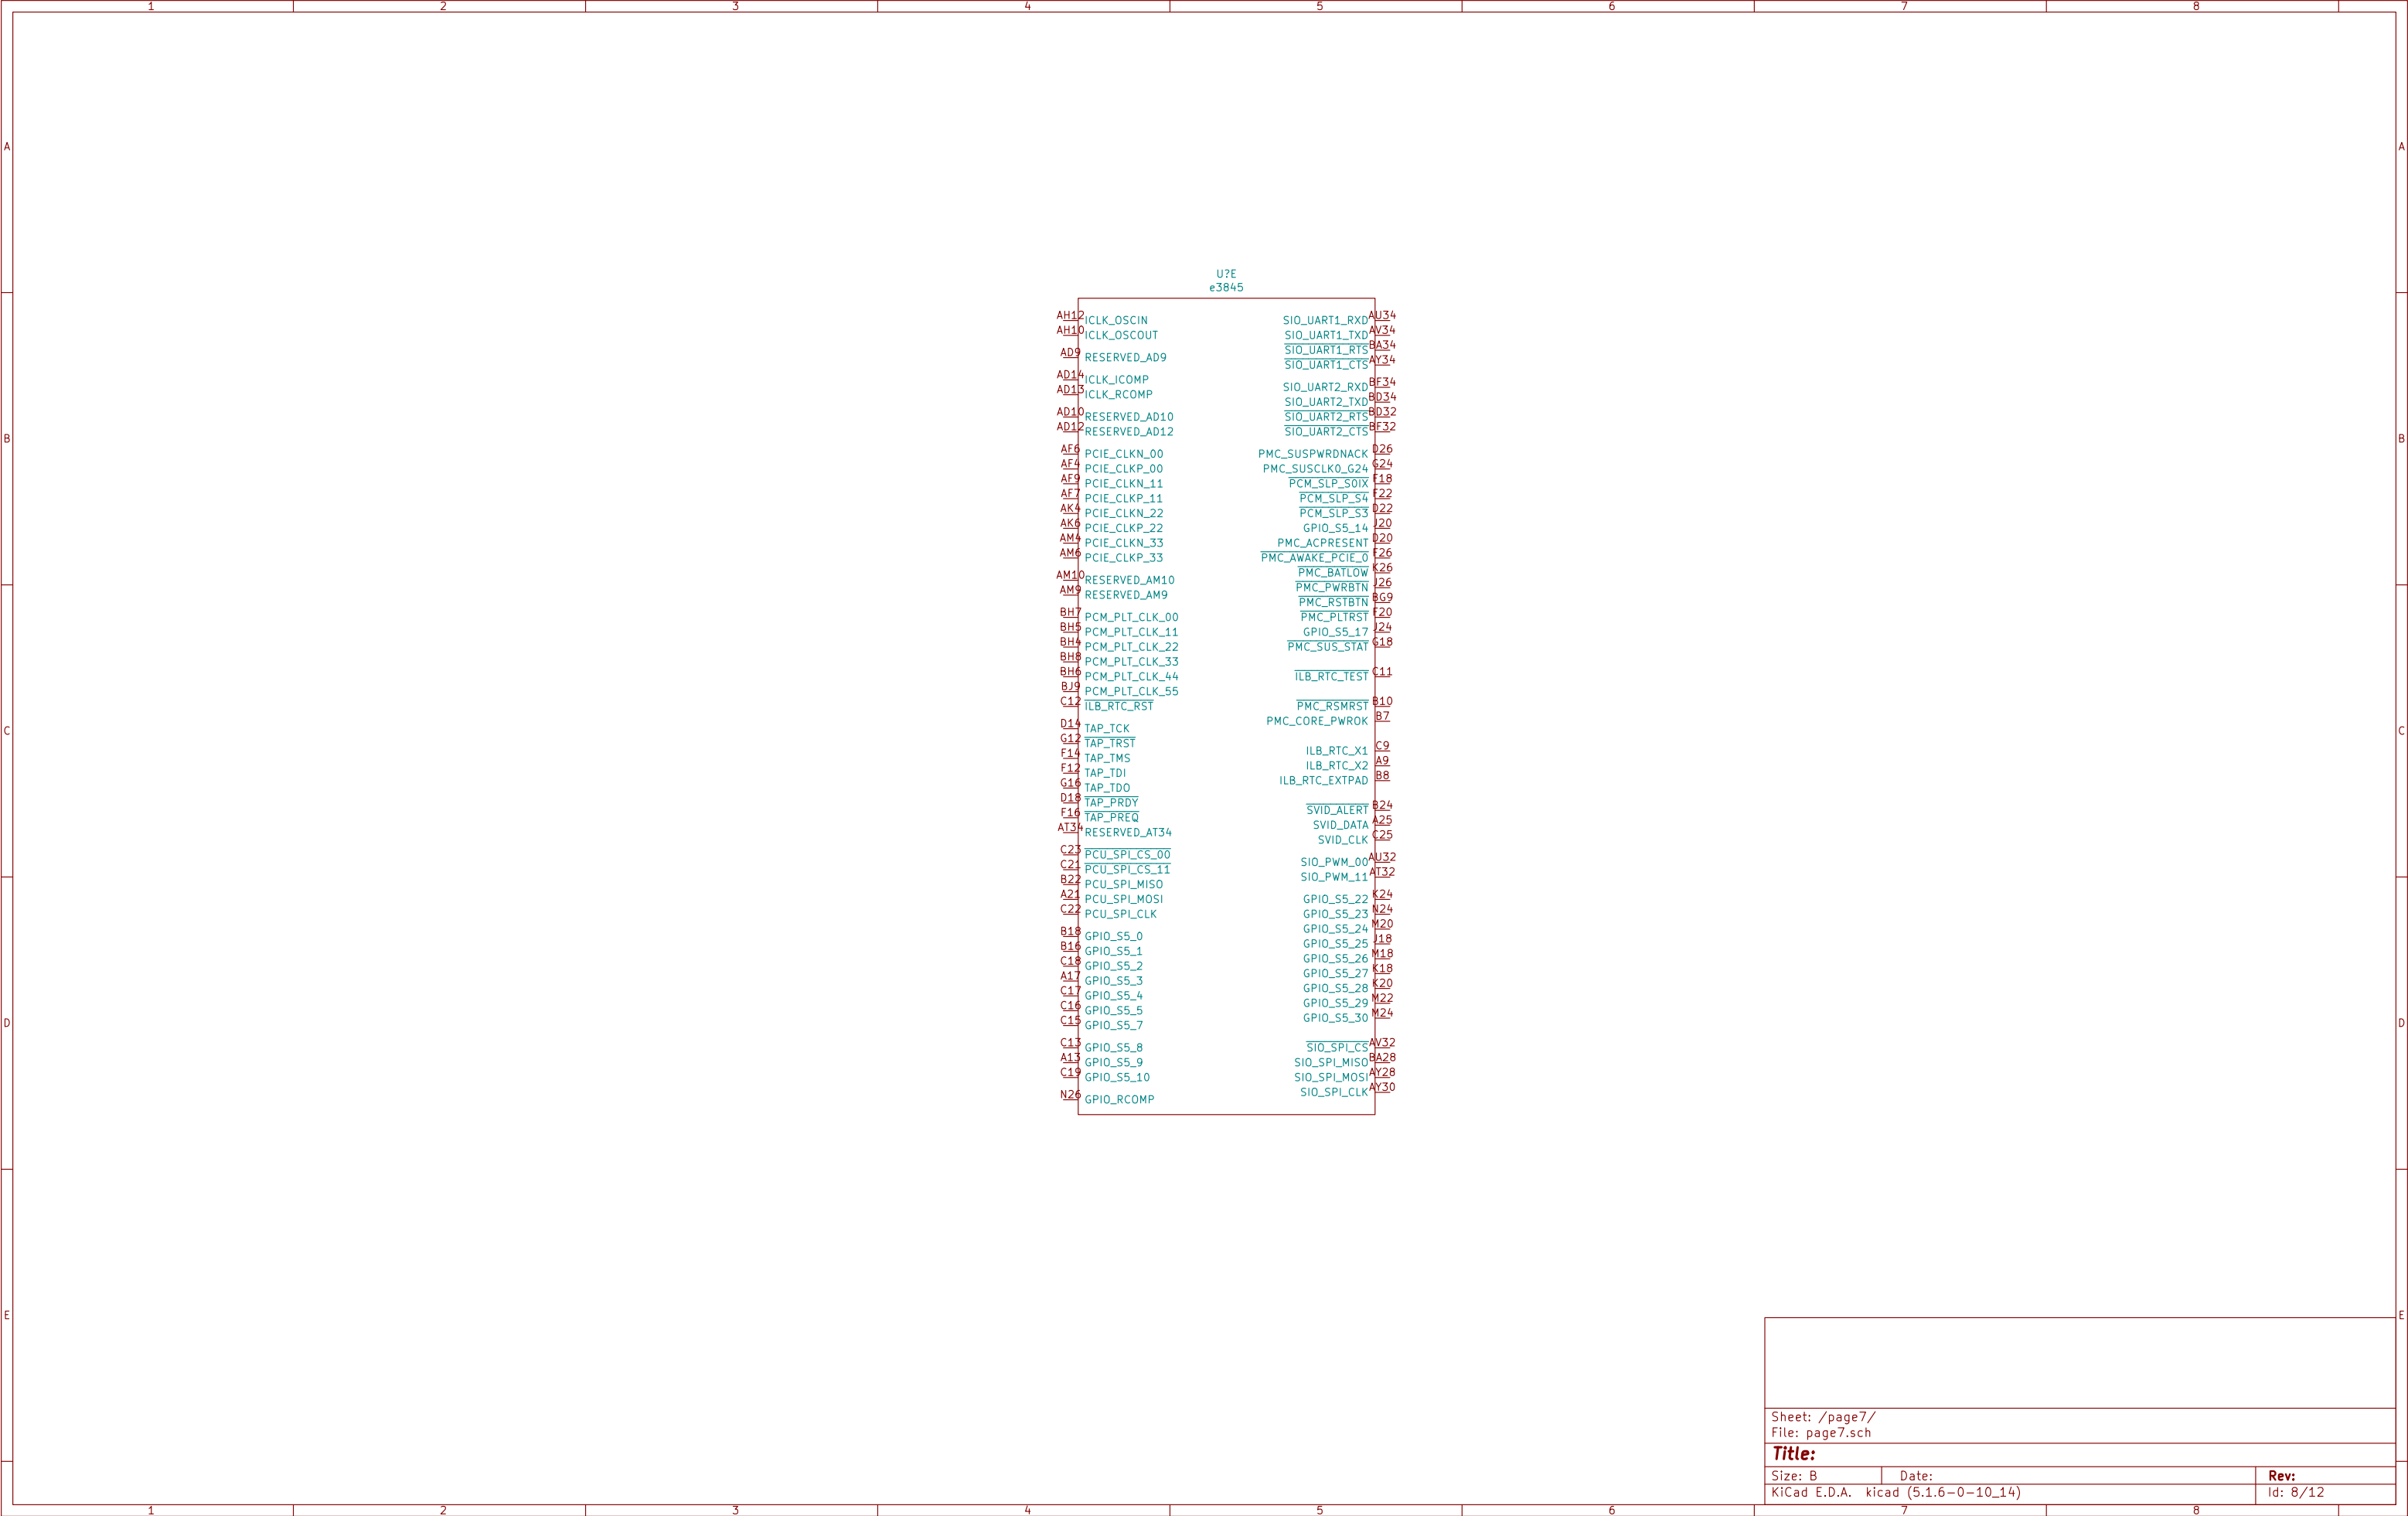 1 2 3 4 5 6 7 8
A A
B B
C C
D D
E E
U?E
e3845
AH12 ICLK_OSCIN
AH10 ICLK_OSCOUT
AD9 RESERVED_AD9
AD14 ICLK_ICOMP
AD13 ICLK_RCOMP
AD10 RESERVED_AD10
AD12 RESERVED_AD12
AF6 PCIE_CLKN_00
AF4 PCIE_CLKP_00
AF9 PCIE_CLKN_11
AF7 PCIE_CLKP_11
AK4 PCIE_CLKN_22
AK6 PCIE_CLKP_22
AM4 PCIE_CLKN_33
AM6 PCIE_CLKP_33
AM10 RESERVED_AM10
AM9 RESERVED_AM9
BH7 PCM_PLT_CLK_00
BH5 PCM_PLT_CLK_11
BH4 PCM_PLT_CLK_22
BH8 PCM_PLT_CLK_33
BH6 PCM_PLT_CLK_44
BJ9 PCM_PLT_CLK_55
C12 ILB_RTC_RST
D14 TAP_TCK
G12 TAP_TRST
F14 TAP_TMS
F12 TAP_TDI
G16 TAP_TDO
D18 TAP_PRDY
F16 TAP_PREQ
AT34 RESERVED_AT34
C23 PCU_SPI_CS_00
C21 PCU_SPI_CS_11
B22 PCU_SPI_MISO
A21 PCU_SPI_MOSI
C22 PCU_SPI_CLK
B18 GPIO_S5_0
B16 GPIO_S5_1
C18 GPIO_S5_2
A17 GPIO_S5_3
C17 GPIO_S5_4
C16 GPIO_S5_5
C15 GPIO_S5_7
C13 GPIO_S5_8
A13 GPIO_S5_9
C19 GPIO_S5_10
N26 GPIO_RCOMP
SIO_UART1_RXD AU34
SIO_UART1_TXD AV34
SIO_UART1_RTS BA34
SIO_UART1_CTS AY34
SIO_UART2_RXD BF34
SIO_UART2_TXD BD34
SIO_UART2_RTS BD32
SIO_UART2_CTS BF32
PMC_SUSPWRDNACK D26
PMC_SUSCLK0_G24 G24
PCM_SLP_S0IX F18
PCM_SLP_S4 F22
PCM_SLP_S3 D22
GPIO_S5_14 J20
PMC_ACPRESENT D20
PMC_AWAKE_PCIE_0 F26
PMC_BATLOW K26
PMC_PWRBTN J26
PMC_RSTBTN BG9
PMC_PLTRST F20
GPIO_S5_17 J24
PMC_SUS_STAT G18
ILB_RTC_TEST C11
PMC_RSMRST B10
PMC_CORE_PWROK B7
ILB_RTC_X1 C9
ILB_RTC_X2 A9
ILB_RTC_EXTPAD B8
SVID_ALERT B24
SVID_DATA A25
SVID_CLK C25
SIO_PWM_00 AU32
SIO_PWM_11 AT32
GPIO_S5_22 K24
GPIO_S5_23 N24
GPIO_S5_24 M20
GPIO_S5_25 J18
GPIO_S5_26 M18
GPIO_S5_27 K18
GPIO_S5_28 K20
GPIO_S5_29 M22
GPIO_S5_30 M24
SIO_SPI_CS AV32
SIO_SPI_MISO BA28
SIO_SPI_MOSI AY28
SIO_SPI_CLK AY30
Sheet: /page7/
File: page7.sch
Title:
Size: B Date: Rev:
KiCad E.D.A. kicad (5.1.6-0-10_14) Id: 8/12
1 2 3 4 5 6 7 8